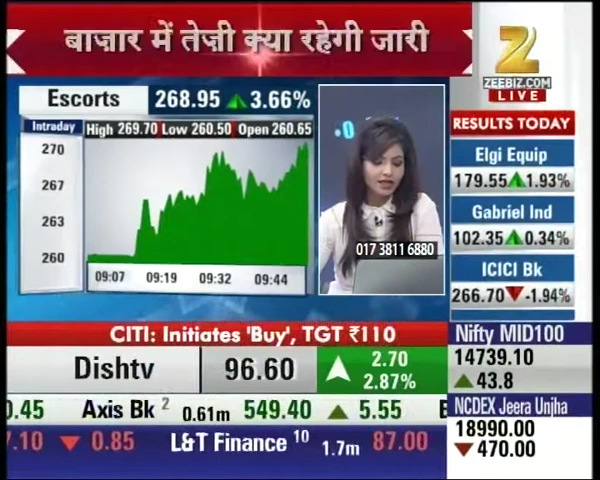 बाज़ार में तेज़ी क्या रहेगी जारी
Z
ZEEBIZ.COM
LIVE
Escorts 268.95 3.66%
Intraday High 269.70 Low 260.50 Open 260.65
270
267
263
260
09:07 09:19 09:32 09:44
.0
017 3811 6880
RESULTS TODAY
Elgi Equip
179.55 1.93%
Gabriel Ind
102.35 0.34%
ICICI Bk
266.70 -1.94%
CITI: Initiates 'Buy', TGT ₹110
Dishtv 96.60 2.70
2.87%
Nifty MID100
14739.10
43.8
NCDEX Jeera Unjha
18990.00
470.00
0.45 Axis Bk 2 0.61m 549.40 5.55
7.10 0.85 L&T Finance 10 1.7m 87.00